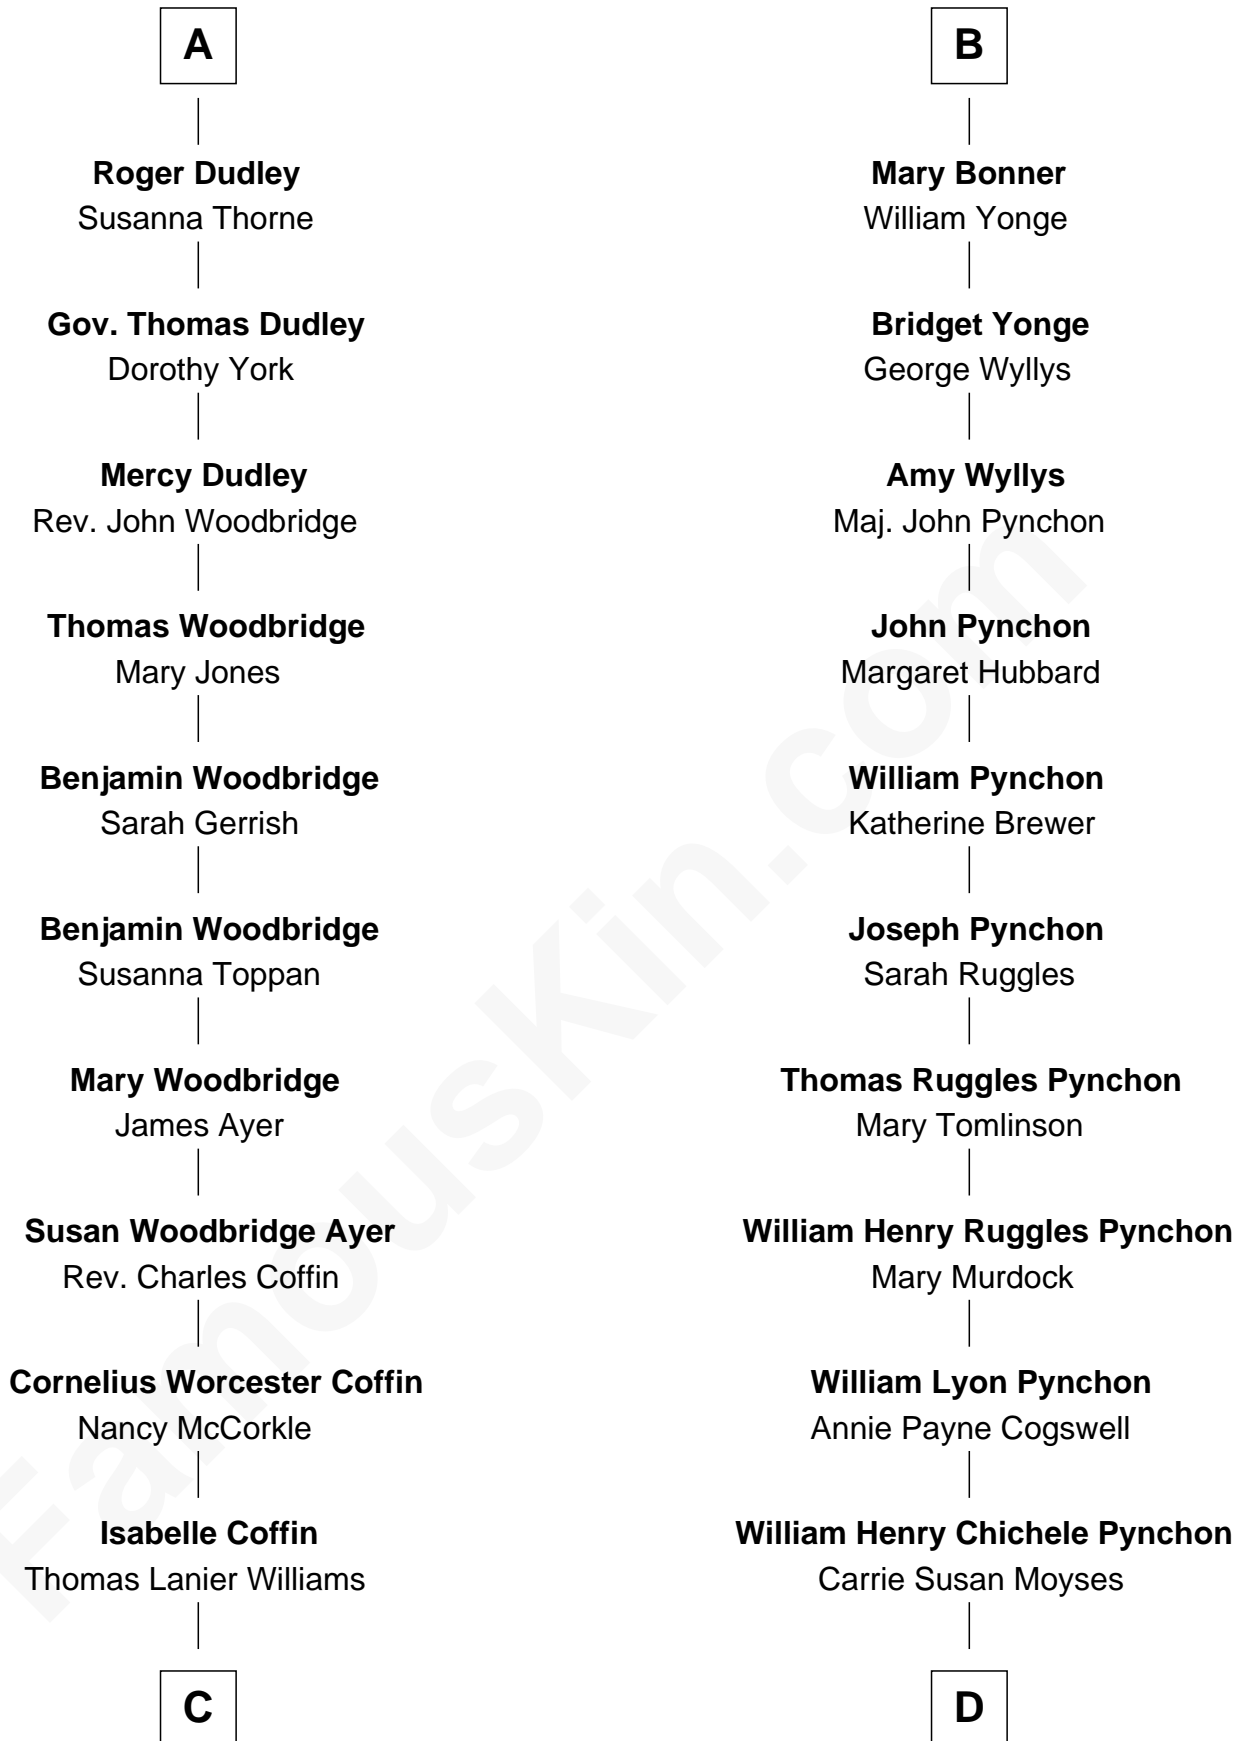 A
Roger Dudley
Susanna Thorne
Gov. Thomas Dudley
Dorothy York
Mercy Dudley
Rev. John Woodbridge
Thomas Woodbridge
Mary Jones
Benjamin Woodbridge
Sarah Gerrish
Benjamin Woodbridge
Susanna Toppan
Mary Woodbridge
James Ayer
Susan Woodbridge Ayer
Rev. Charles Coffin
Cornelius Worcester Coffin
Nancy McCorkle
Isabelle Coffin
Thomas Lanier Williams
C
B
Mary Bonner
William Yonge
Bridget Yonge
George Wyllys
Amy Wyllys
Maj. John Pynchon
John Pynchon
Margaret Hubbard
William Pynchon
Katherine Brewer
Joseph Pynchon
Sarah Ruggles
Thomas Ruggles Pynchon
Mary Tomlinson
William Henry Ruggles Pynchon
Mary Murdock
William Lyon Pynchon
Annie Payne Cogswell
William Henry Chichele Pynchon
Carrie Susan Moyses
D
FamousKin.com